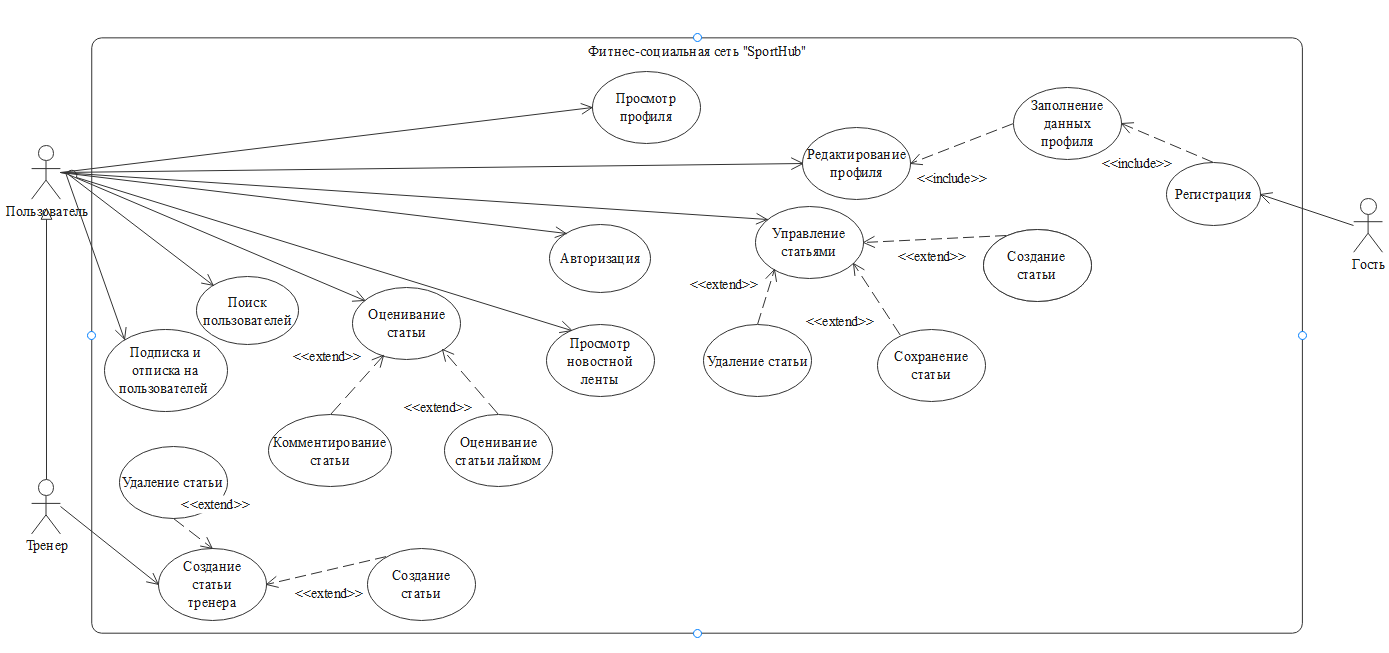 Фитнес-социальная сеть "SportHub"
Просмотр
профиля
Заполнение
данных
профиля
Редактирование
профиля
<<include>>
<<include>>
Регистрация
Пользователь
Гость
Управление
статьями
<<extend>>
Создание
статьи
Авторизация
<<extend>>
Поиск
пользователей
Оценивание
статьи
<<extend>>
Просмотр
новостной
ленты
<<extend>>
Удаление статьи
Сохранение
статьи
Подписка и
отписка на
пользователей
<<extend>>
Комментирование
статьи
Оценивание
статьи лайком
Удаление статьи
<<extend>>
Тренер
Создание
статьи
тренера
<<extend>>
Создание
статьи